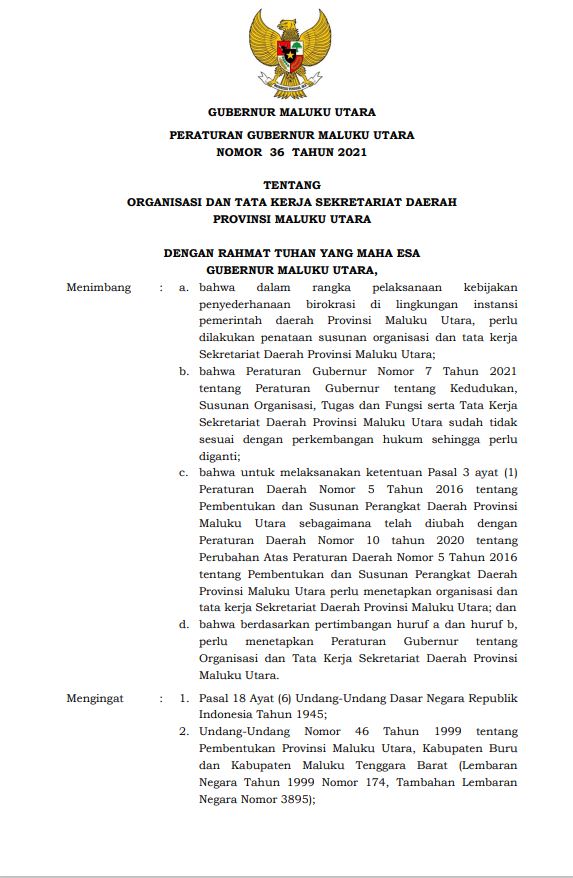 GUBERNUR MALUKU UTARA
PERATURAN GUBERNUR MALUKU UTARA
NOMOR 36 TAHUN 2021
TENTANG
ORGANISASI DAN TATA KERJA SEKRETARIAT DAERAH
PROVINSI MALUKU UTARA
DENGAN RAHMAT TUHAN YANG MAHA ESA
GUBERNUR MALUKU UTARA,
Menimbang : a. bahwa dalam rangka pelaksanaan kebijakan
penyederhanaan birokrasi di lingkungan instansi
pemerintah daerah Provinsi Maluku Utara, perlu
dilakukan penataan susunan organisasi dan tata kerja
Sekretariat Daerah Provinsi Maluku Utara;
b. bahwa Peraturan Gubernur Nomor 7 Tahun 2021
tentang Peraturan Gubernur tentang Kedudukan,
Susunan Organisasi, Tugas dan Fungsi serta Tata Kerja
Sekretariat Daerah Provinsi Maluku Utara sudah tidak
sesuai dengan perkembangan hukum sehingga perlu
diganti;
c. bahwa untuk melaksanakan ketentuan Pasal 3 ayat (1)
Peraturan Daerah Nomor 5 Tahun 2016 tentang
Pembentukan dan Susunan Perangkat Daerah Provinsi
Maluku Utara sebagaimana telah diubah dengan
Peraturan Daerah Nomor 10 tahun 2020 tentang
Perubahan Atas Peraturan Daerah Nomor 5 Tahun 2016
tentang Pembentukan dan Susunan Perangkat Daerah
Provinsi Maluku Utara perlu menetapkan organisasi dan
tata kerja Sekretariat Daerah Provinsi Maluku Utara; dan
d. bahwa berdasarkan pertimbangan huruf a dan huruf b,
perlu menetapkan Peraturan Gubernur tentang
Organisasi dan Tata Kerja Sekretariat Daerah Provinsi
Maluku Utara.
Mengingat : 1. Pasal 18 Ayat (6) Undang-Undang Dasar Negara Republik
Indonesia Tahun 1945;
2. Undang-Undang Nomor 46 Tahun 1999 tentang
Pembentukan Provinsi Maluku Utara, Kabupaten Buru
dan Kabupaten Maluku Tenggara Barat (Lembaran
Negara Tahun 1999 Nomor 174, Tambahan Lembaran
Negara Nomor 3895);